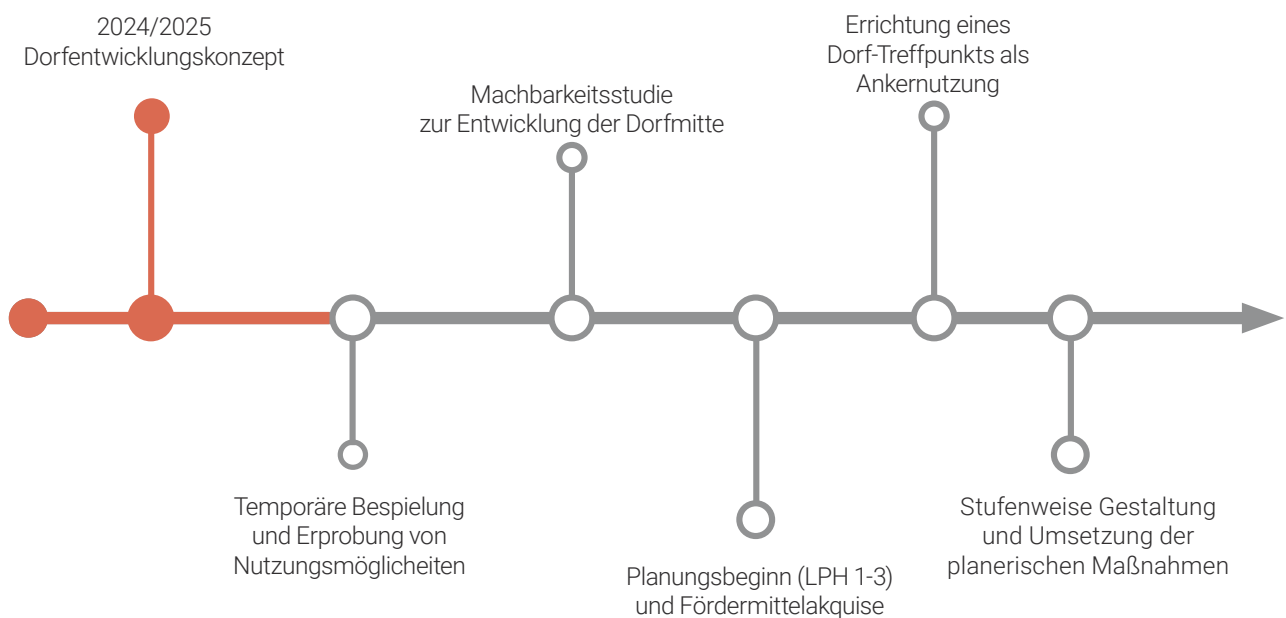 2024/2025
Dorfentwicklungskonzept
Temporäre Bespielung
und Erprobung von
Nutzungsmöglicheiten
Machbarkeitsstudie
zur Entwicklung der Dorfmitte
Planungsbeginn (LPH 1-3)
und Fördermittelakquise
Errichtung eines
Dorf-Treffpunkts als
Ankernutzung
Stufenweise Gestaltung
und Umsetzung der
planerischen Maßnahmen